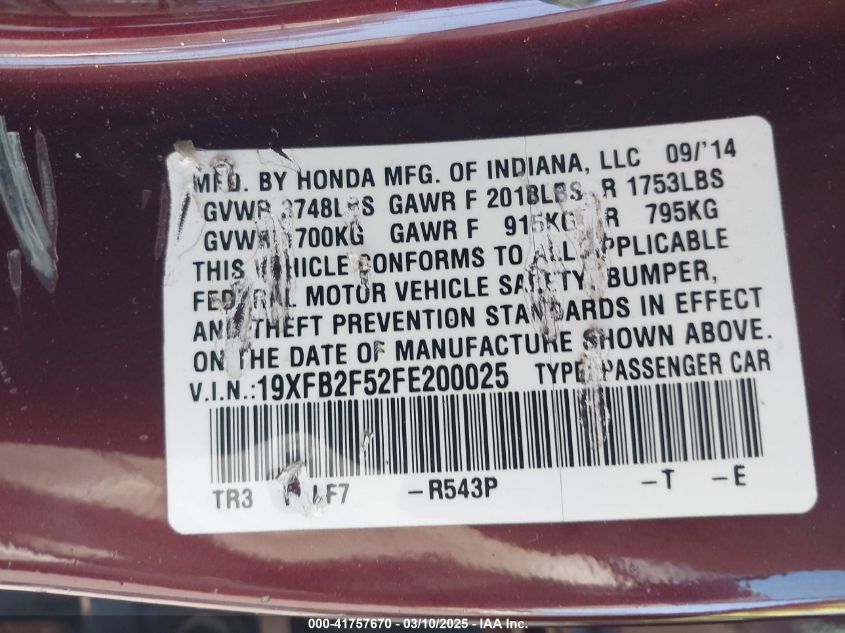 MFD. BY HONDA MFG. OF INDIANA, LLC 09/'14
GAWR F 2018LBS R 1753LBS
GAWR F 915KG R 795KG
THIS VEHICLE CONFORMS TO ALL APPLICABLE
FEDERAL MOTOR VEHICLE SAFETY, BUMPER,
AND THEFT PREVENTION STANDARDS IN EFFECT
ON THE DATE OF MANUFACTURE SHOWN ABOVE.
V.I.N.:19XFB2F52FE200025 TYPE:PASSENGER CAR
TR3 LF7 -R543P -T -E
000-41757670 - 03/10/2025 - IAA Inc.